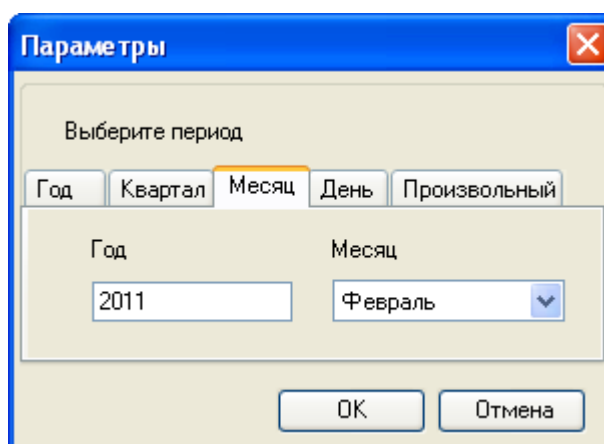 Параметры
Выберите период
Год Квартал Месяц День Произвольный
Год Месяц
2011 Февраль
OK Отмена